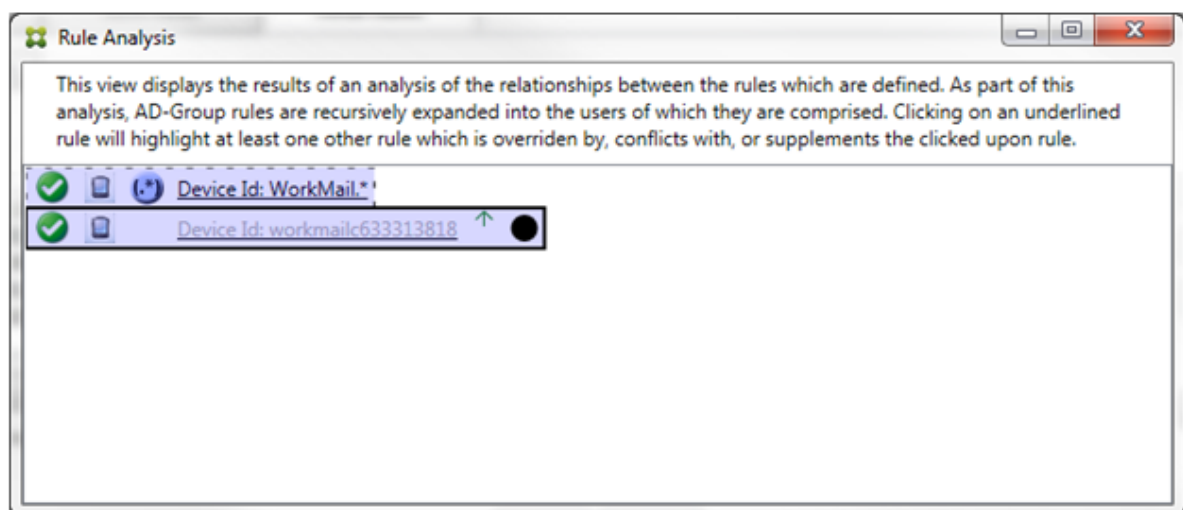 Rule Analysis
This view displays the results of an analysis of the relationships between the rules which are defined. As part of this
analysis, AD-Group rules are recursively expanded into the users of which they are comprised. Clicking on an underlined
rule will highlight at least one other rule which is overriden by, conflicts with, or supplements the clicked upon rule.
(.*) Device Id: WorkMail.*
Device Id: workmailc633313818